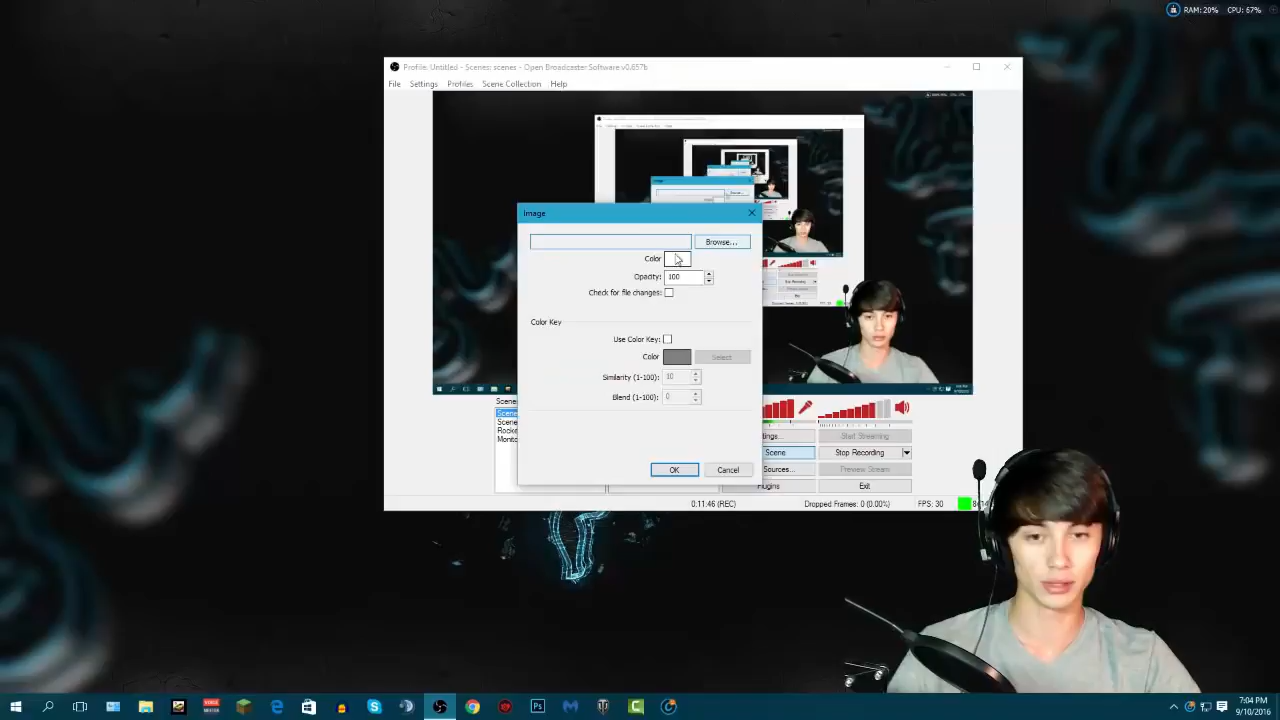 RAM: 20% CPU: 67%
Profile: Untitled - Scenes: scenes - Open Broadcaster Software v0.657b
File Settings Profiles Scene Collection Help
Image
Browse...
Color
Opacity: 100
Check for file changes:
Color Key
Use Color Key:
Color Select
Similarity (1-100): 10
Blend (1-100): 0
OK Cancel
Scene
Start Streaming
Scene Stop Recording
Preview Stream
Plugins Exit
0:11:46 (REC) Dropped Frames: 0 (0.00%) FPS: 30
Ps
7:04 PM
9/10/2016